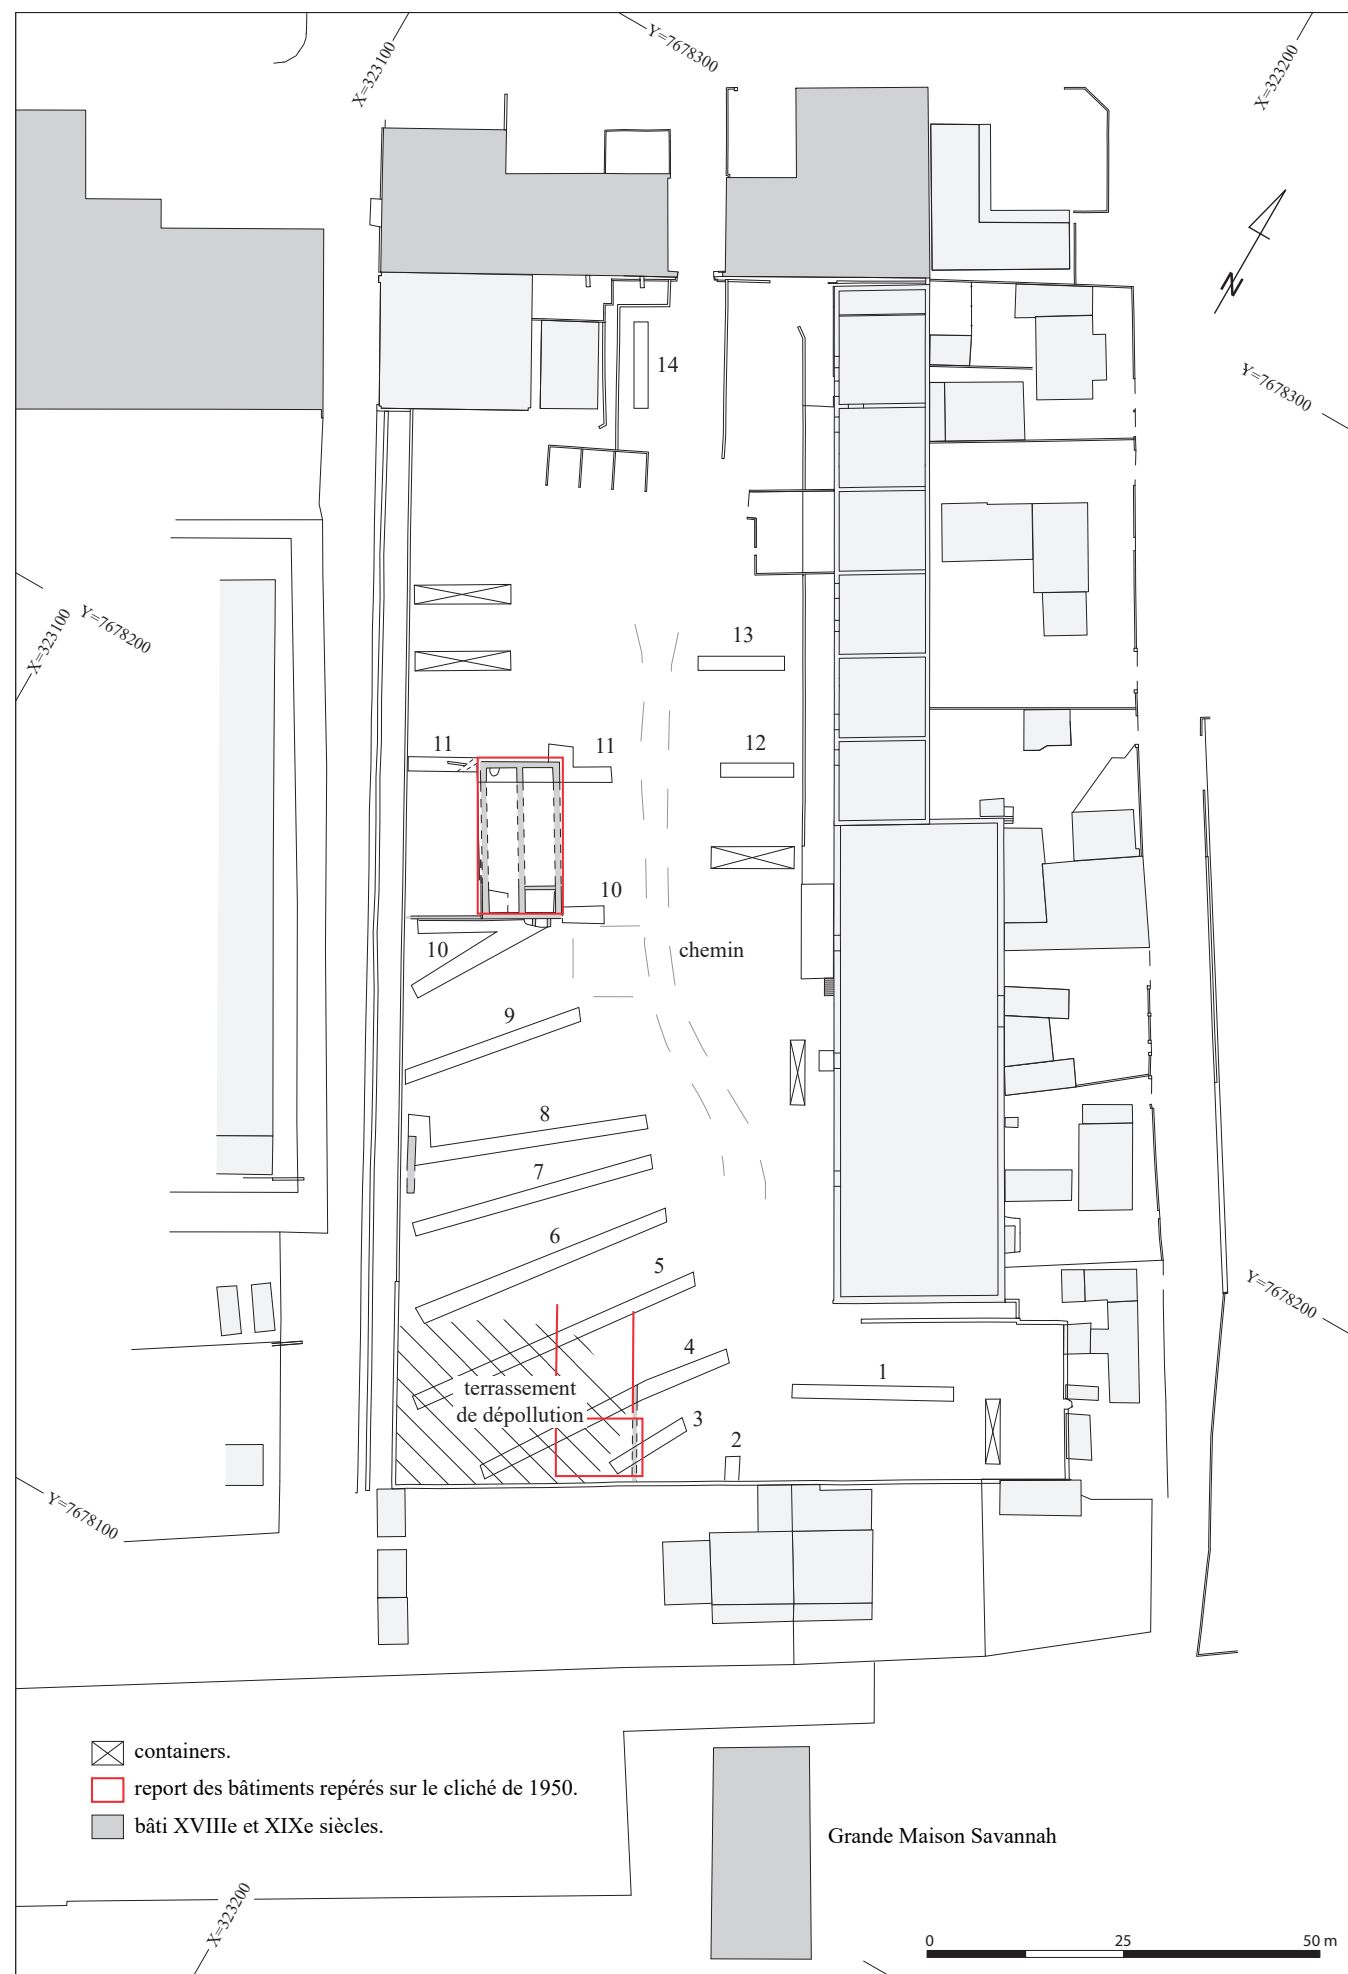 X=323100
Y=7678300
X=323200
N
14
Y=7678300
X=323100
Y=7678200
13
11
11
12
10
10
chemin
9
8
7
6
5
4
terrassement
de dépollution
1
3
2
Y=7678200
Y=7678100
containers.
report des bâtiments repérés sur le cliché de 1950.
bâti XVIIIe et XIXe siècles.
Grande Maison Savannah
X=323200
0
25
50 m